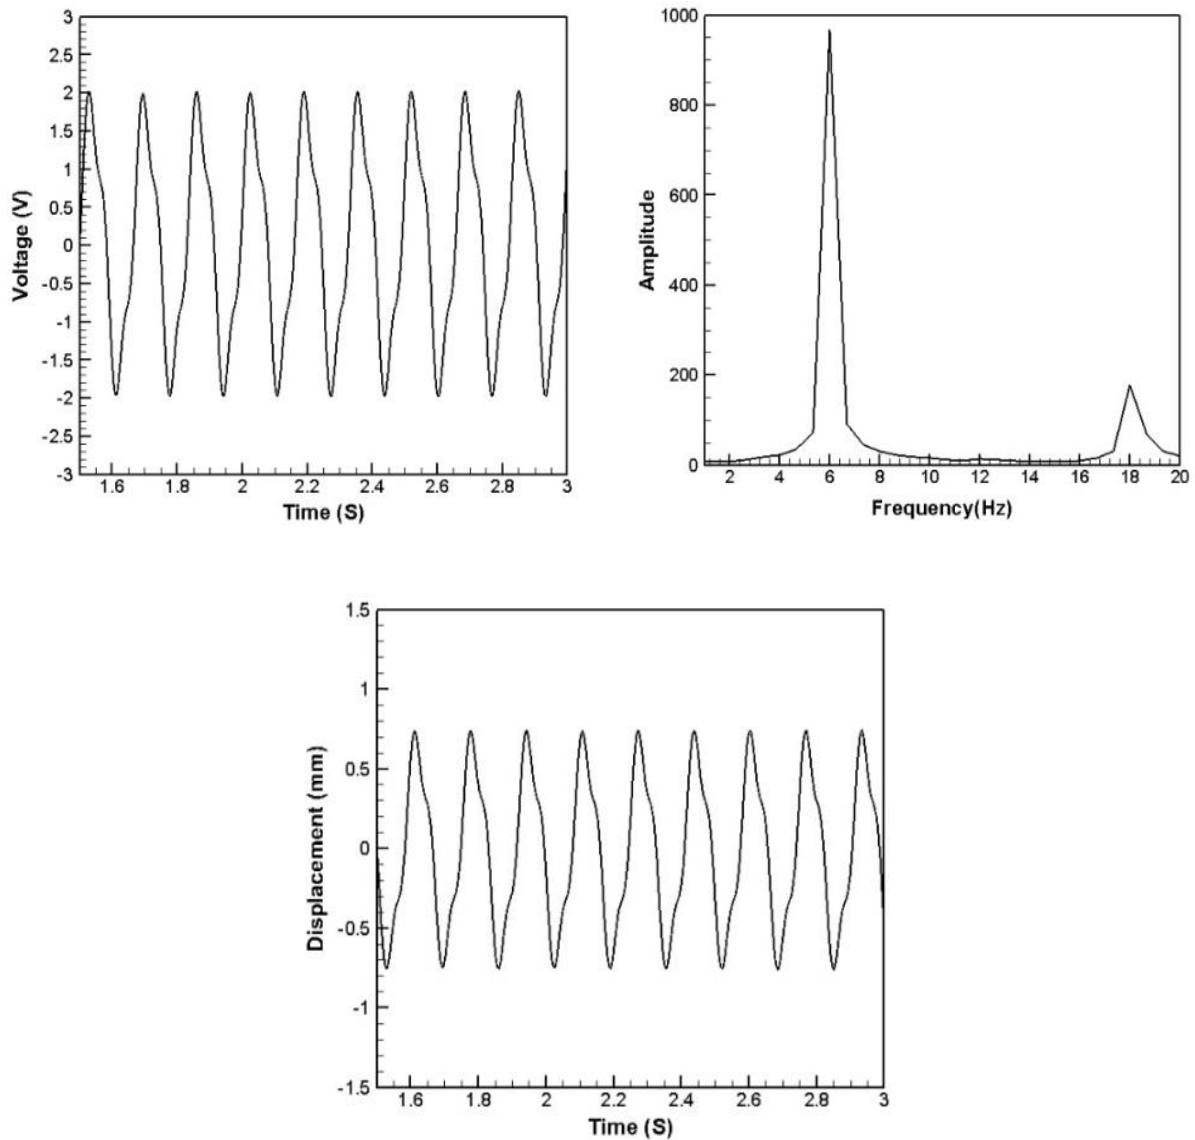 3
2.5
2
1.5
1
0.5
0
-0.5
-1
-1.5
-2
-2.5
-3
Voltage (V)
1.6 1.8 2 2.2 2.4 2.6 2.8 3
Time (S)
1000
800
600
400
200
0
Amplitude
2 4 6 8 10 12 14 16 18 20
Frequency(Hz)
1.5
1
0.5
0
-0.5
-1
-1.5
Displacement (mm)
1.6 1.8 2 2.2 2.4 2.6 2.8 3
Time (S)